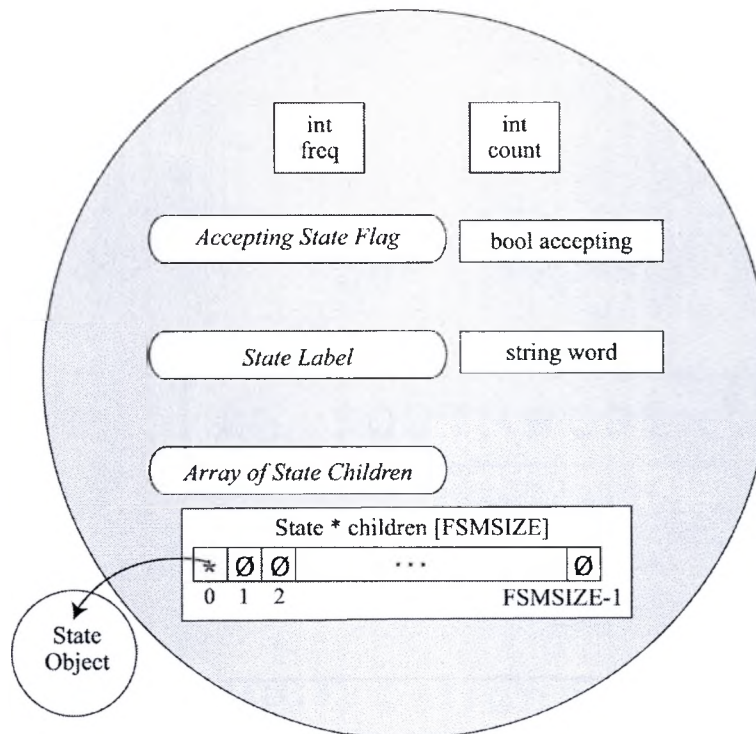 int
freq
int
count
Accepting State Flag
bool accepting
State Label
string word
Array of State Children
State * children [FSMSIZE]
* Ø Ø ··· Ø
0 1 2 FSMSIZE-1
State
Object